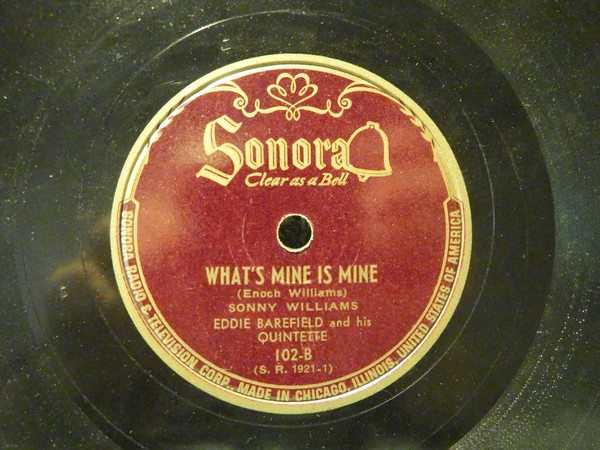 Sonora
Clear as a Bell
WHAT'S MINE IS MINE
(Enoch Williams)
SONNY WILLIAMS
EDDIE BAREFIELD and his
QUINTETTE
102-B
(S. R. 1921-1)
SONORA RADIO & TELEVISION CORP. MADE IN CHICAGO, ILLINOIS, UNITED STATES OF AMERICA